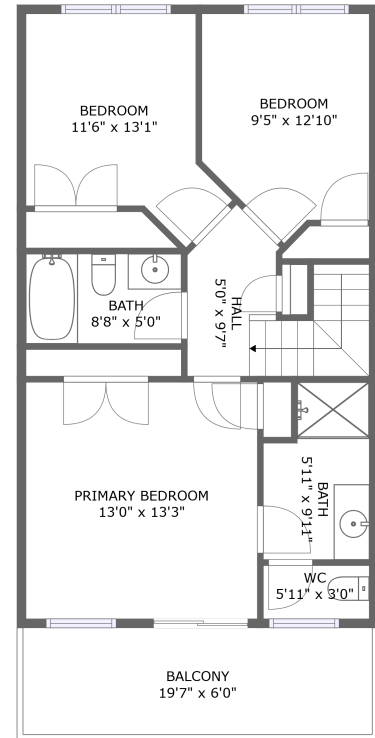 BEDROOM
11'6" x 13'1"
BEDROOM
9'5" x 12'10"
HALL
5'0" x 9'7"
BATH
8'8" x 5'0"
PRIMARY BEDROOM
13'0" x 13'3"
BATH
5'11" x 9'11"
WC
5'11" x 3'0"
BALCONY
19'7" x 6'0"